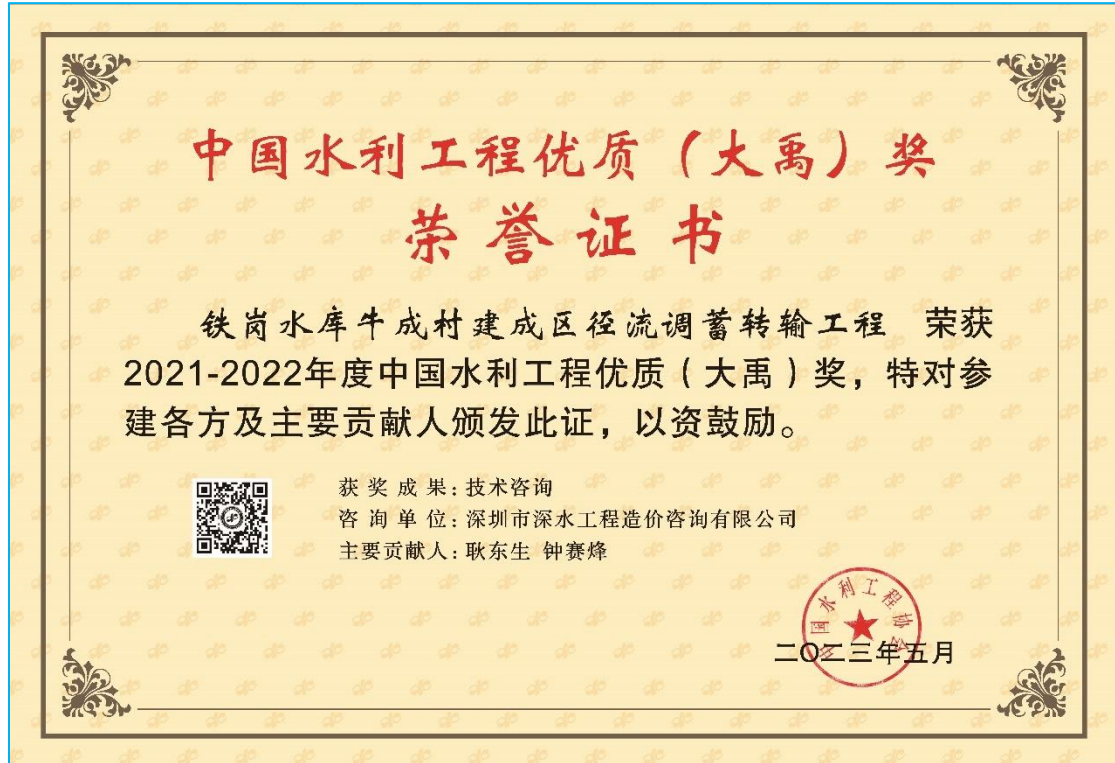 中国水利工程优质（大禹）奖
荣誉证书
铁岗水库牛成村建成区径流调蓄转输工程 荣获
2021-2022年度中国水利工程优质（大禹）奖，特对参
建各方及主要贡献人颁发此证，以资鼓励。
获奖成果：技术咨询
咨询单位：深圳市深水工程造价咨询有限公司
主要贡献人：耿东生 钟赛烽
中国水利工程协会
二〇二三年五月